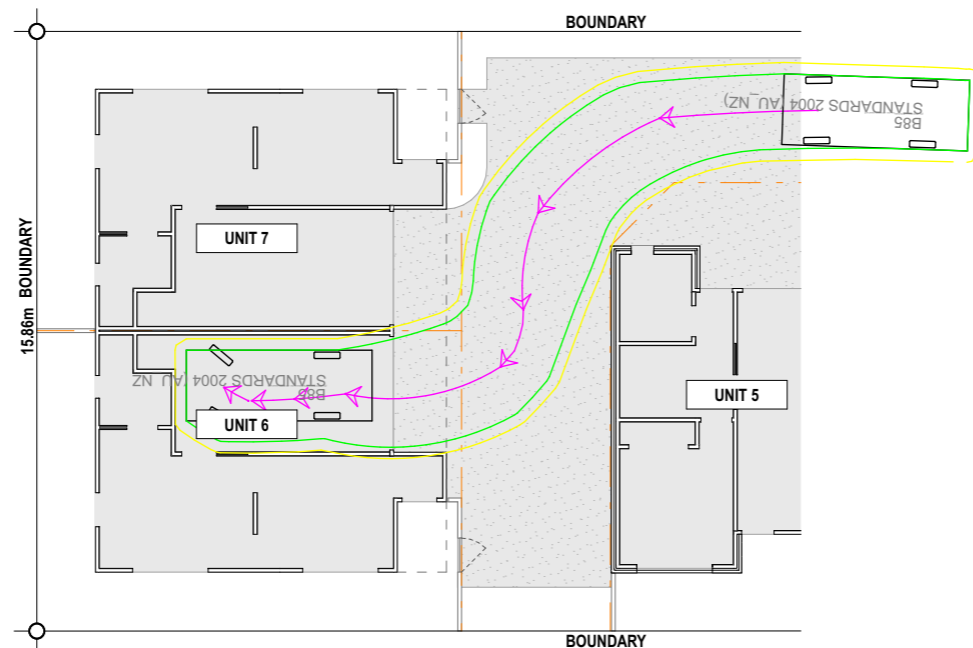 BOUNDARY
B85
STANDARDS 2004 (AU_NZ)
UNIT 7
15.86m BOUNDARY
B85
STANDARDS 2004 (AU_NZ
UNIT 6
UNIT 5
BOUNDARY